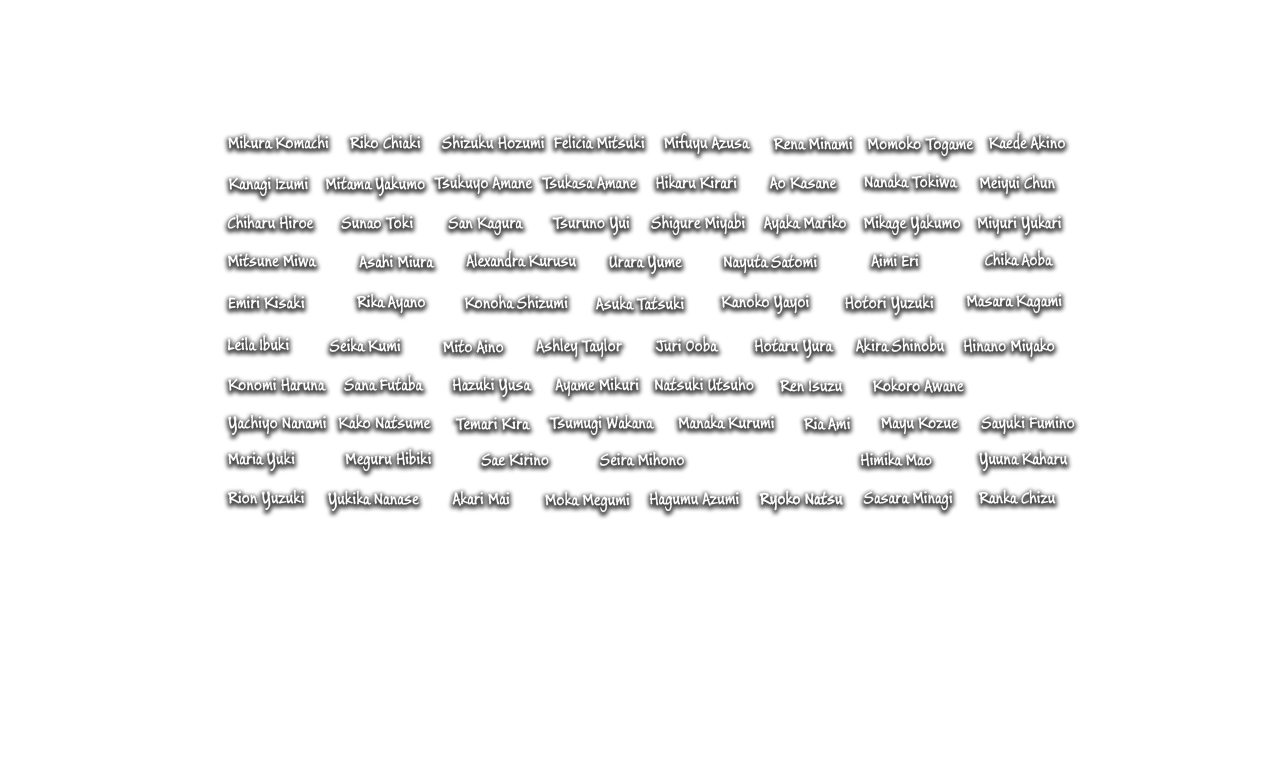 Mikura Komachi Riko Chiaki Shizuku Hozumi Felicia Mitsuki Mifuyu Azusa Rena Minami Momoko Togame Kaede Akino
Kanagi Izumi Mitama Yakumo Tsukuyo Amane Tsukasa Amane Hikaru Kirari Ao Kasane Nanaka Tokiwa Meiyui Chun
Chiharu Hiroe Sunao Toki San Kagura Tsuruno Yui Shigure Miyabi Ayaka Mariko Mikage Yakumo Miyuri Yukari
Mitsune Miwa Asahi Miura Alexandra Kurusu Urara Yume Nayuta Satomi Aimi Eri Chika Aoba
Emiri Kisaki Rika Ayano Konoha Shizumi Asuka Tatsuki Kanoko Yayoi Hotori Yuzuki Masara Kagami
Leila Ibuki Seika Kumi Mito Aino Ashley Taylor Juri Ooba Hotaru Yura Akira Shinobu Hinano Miyako
Konomi Haruna Sana Futaba Hazuki Yusa Ayame Mikuri Natsuki Utsuho Ren Isuzu Kokoro Awane
Yachiyo Nanami Kako Natsume Temari Kira Tsumugi Wakana Manaka Kurumi Ria Ami Mayu Kozue Sayuki Fumino
Maria Yuki Meguru Hibiki Sae Kirino Seira Mihono Himika Mao Yuuna Kaharu
Rion Yuzuki Yukika Nanase Akari Mai Moka Megumi Hagumu Azumi Ryoko Natsu Sasara Minagi Ranka Chizu